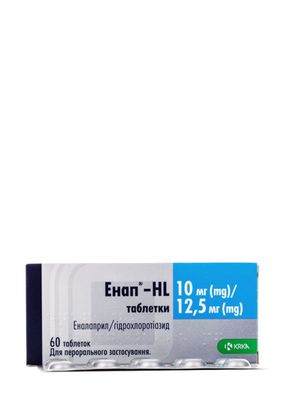 Енап®-HL
таблетки
10 мг (mg)/
12,5 мг (mg)
Еналаприл/гідрохлоротіазид
60 таблеток
Для перорального застосування.
KRKA